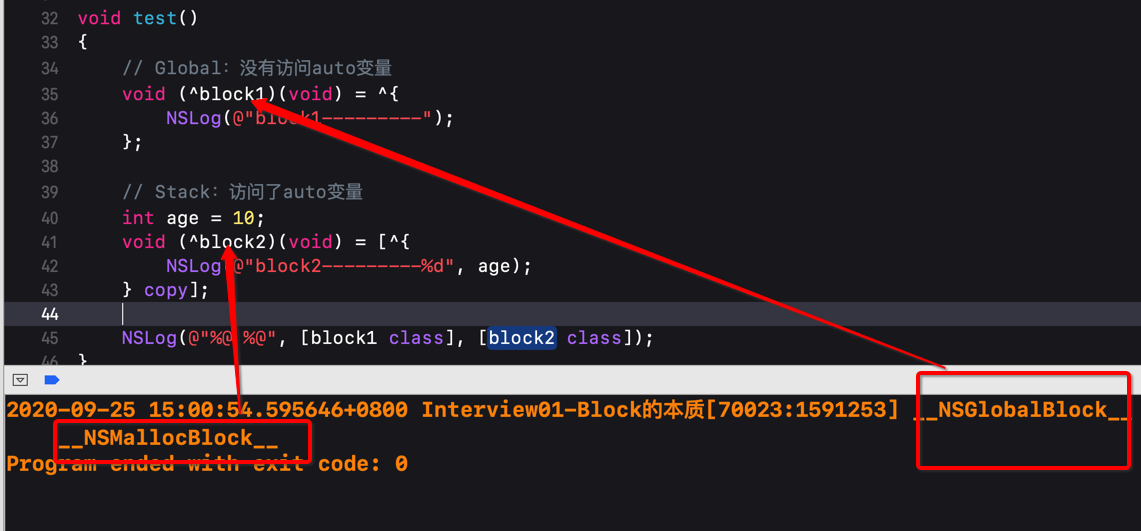 32 void test()
33 {
34 // Global：没有访问auto变量
35 void (^block1)(void) = ^{
36 NSLog(@"block1---------");
37 };
38
39 // Stack：访问了auto变量
40 int age = 10;
41 void (^block2)(void) = [^{
42 NSLog(@"block2---------%d", age);
43 } copy];
44
45 NSLog(@"%@ %@", [block1 class], [block2 class]);
46 }
2020-09-25 15:00:54.595646+0800 Interview01-Block的本质[70023:1591253] __NSGlobalBlock__
__NSMallocBlock__
Program ended with exit code: 0